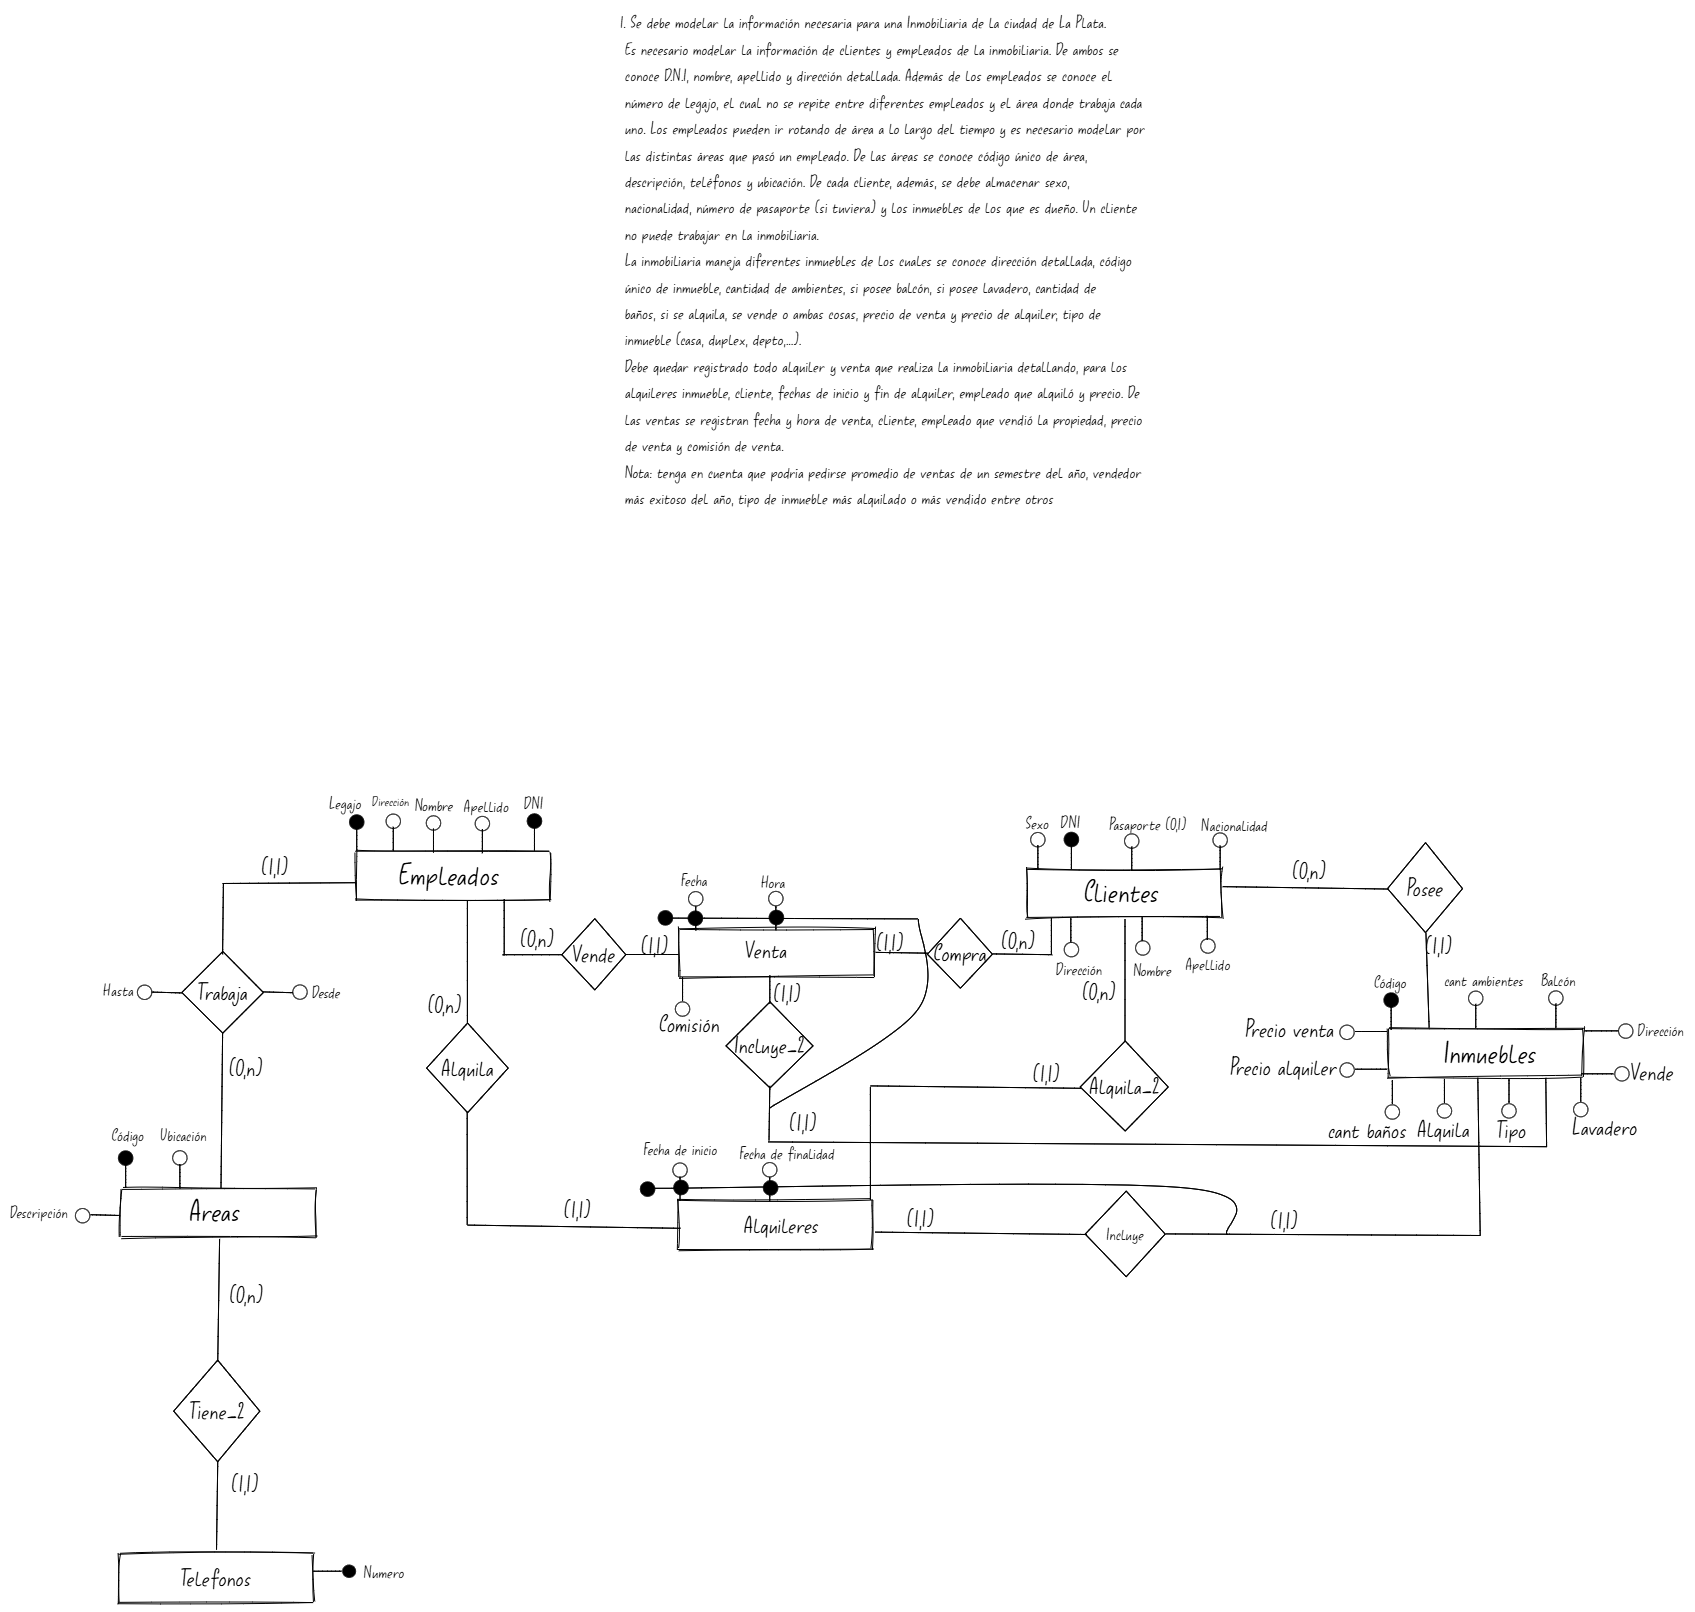 1. Se debe modelar la información necesaria para una Inmobiliaria de la ciudad de La Plata.
Es necesario modelar la información de clientes y empleados de la inmobiliaria. De ambos se
conoce D.N.I, nombre, apellido y dirección detallada. Además de los empleados se conoce el
número de legajo, el cual no se repite entre diferentes empleados y el área donde trabaja cada
uno. Los empleados pueden ir rotando de área a lo largo del tiempo y es necesario modelar por
las distintas áreas que pasó un empleado. De las áreas se conoce código único de área,
descripción, teléfonos y ubicación. De cada cliente, además, se debe almacenar sexo,
nacionalidad, número de pasaporte (si tuviera) y los inmuebles de los que es dueño. Un cliente
no puede trabajar en la inmobiliaria.
La inmobiliaria maneja diferentes inmuebles de los cuales se conoce dirección detallada, código
único de inmueble, cantidad de ambientes, si posee balcón, si posee lavadero, cantidad de
baños, si se alquila, se vende o ambas cosas, precio de venta y precio de alquiler, tipo de
inmueble (casa, duplex, depto,...).
Debe quedar registrado todo alquiler y venta que realiza la inmobiliaria detallando, para los
alquileres inmueble, cliente, fechas de inicio y fin de alquiler, empleado que alquiló y precio. De
las ventas se registran fecha y hora de venta, cliente, empleado que vendió la propiedad, precio
de venta y comisión de venta.
Nota: tenga en cuenta que podría pedirse promedio de ventas de un semestre del año, vendedor
más exitoso del año, tipo de inmueble más alquilado o más vendido entre otros
Legajo Dirección Nombre Apellido DNI
Sexo DNI Pasaporte (0,1) Nacionalidad
(1,1) Empleados
Fecha Hora
Clientes (0,n) Posee
(0,n) Vende (1,1) Venta (1,1) Compra (0,n)
(1,1)
Dirección Nombre Apellido
Hasta Trabaja Desde
(0,n) (1,1) (0,n)
Código cant ambientes Balcón
Comisión
Precio venta Dirección
Incluye_2 Inmuebles
(0,n) Alquila (1,1) Alquila_2 Precio alquiler Vende
(1,1) cant baños Alquila Tipo Lavadero
Código Ubicación
Fecha de inicio Fecha de finalidad
Descripción Areas (1,1) Alquileres (1,1) Incluye (1,1)
(0,n)
Tiene_2
(1,1)
Telefonos Numero